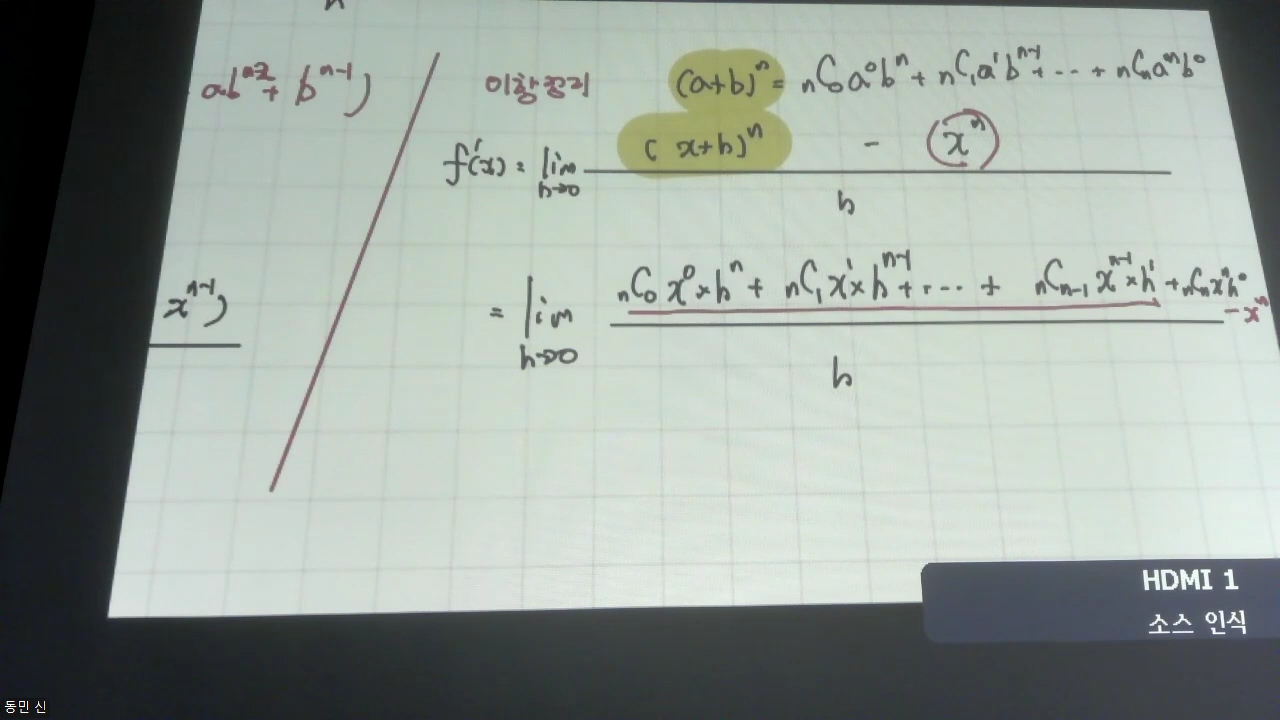 ab^{n-2} + b^{n-1})
이항정리 (a+b)^n = nC0 a^0 b^n + nC1 a^1 b^{n-1} + ⋯ + nCn a^n b^0
f'(x) = lim h→0 (x+h)^n - x^n / h
x^{n-1})
= lim h→0 nC0 x^0 × h^n + nC1 x^1 × h^{n-1} + ⋯ + nC_{n-1} x^{n-1} × h^1 + nCn x^n h^0 - x^n / h
HDMI 1
소스 인식
동민 신